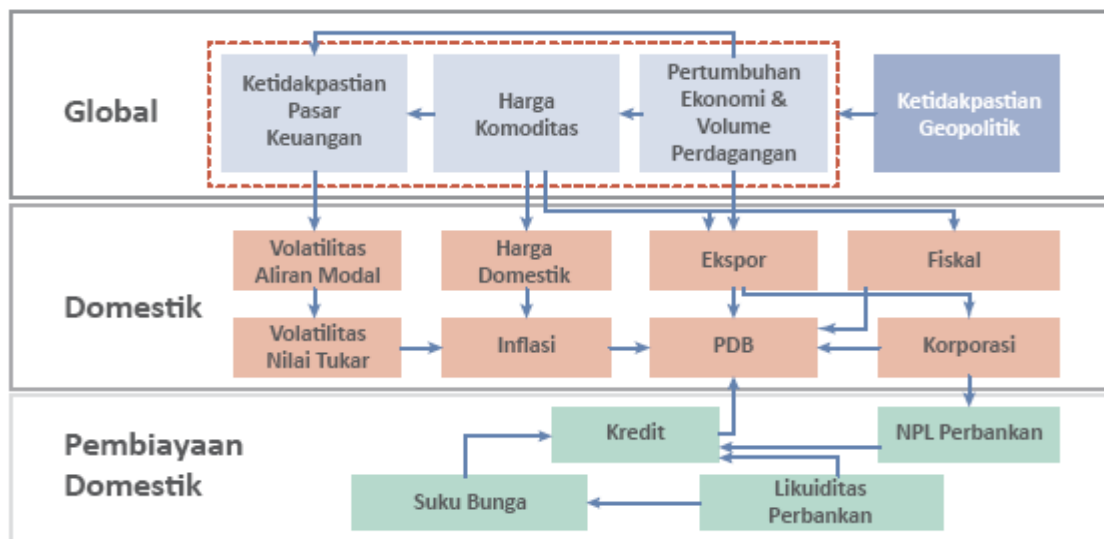 Global
Ketidakpastian
Pasar
Keuangan
Harga
Komoditas
Pertumbuhan
Ekonomi &
Volume
Perdagangan
Ketidakpastian
Geopolitik
Domestik
Volatilitas
Aliran Modal
Harga
Domestik
Ekspor
Fiskal
Volatilitas
Nilai Tukar
Inflasi
PDB
Korporasi
Pembiayaan
Domestik
Kredit
NPL Perbankan
Suku Bunga
Likuiditas
Perbankan